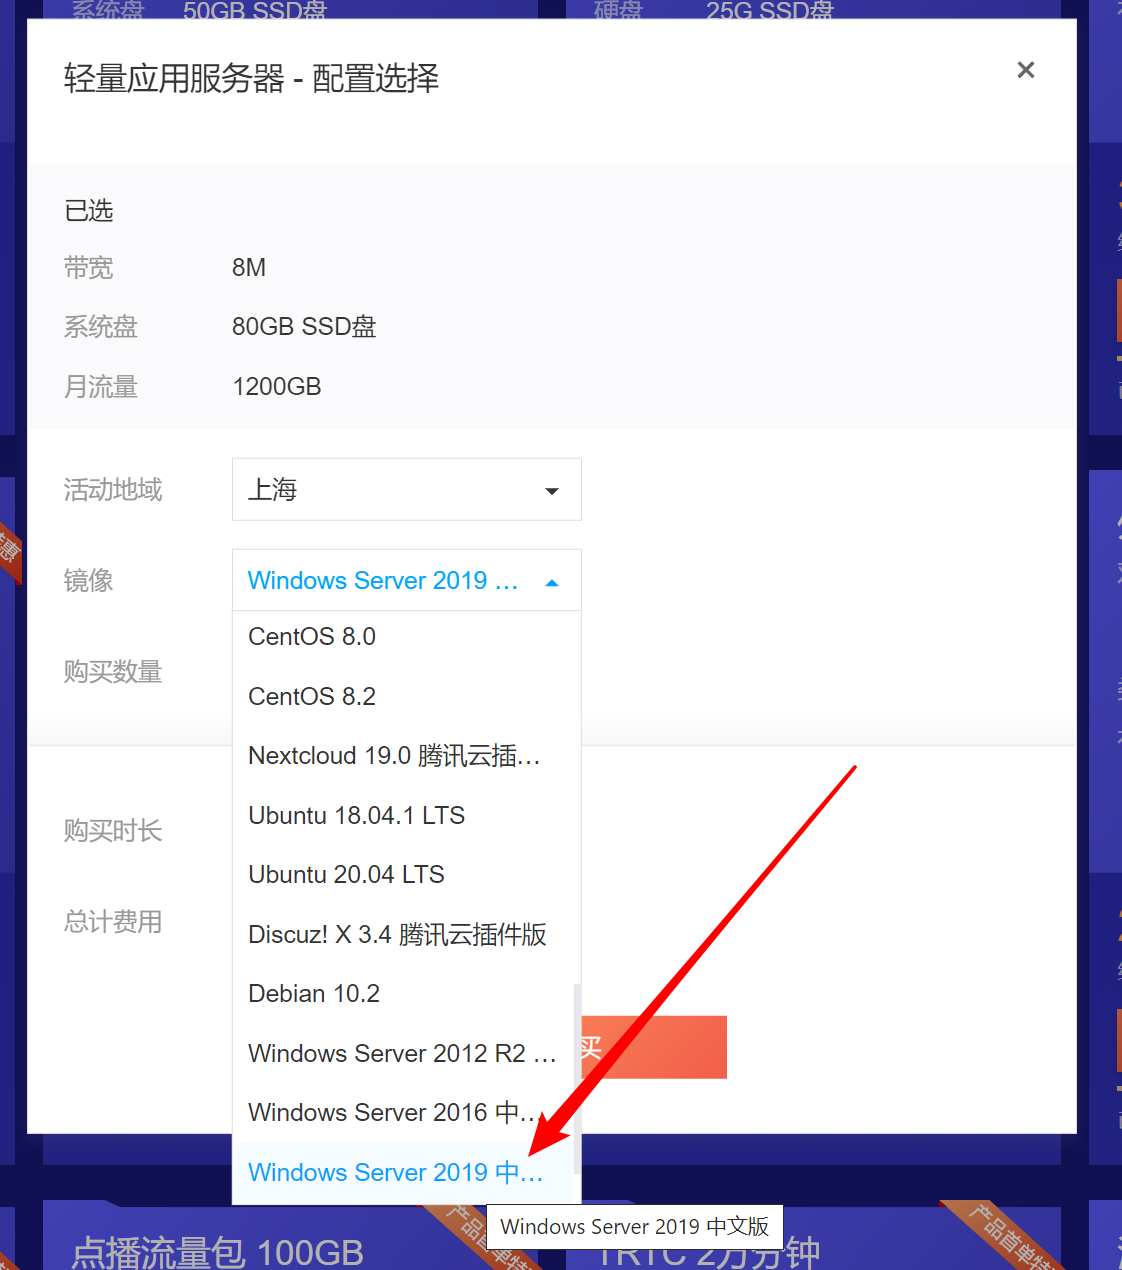 系统盘 50GB SSD盘 硬盘 25G SSD盘
轻量应用服务器 - 配置选择
已选
带宽 8M
系统盘 80GB SSD盘
月流量 1200GB
活动地域 上海
镜像 Windows Server 2019 ...
CentOS 8.0
购买数量
CentOS 8.2
Nextcloud 19.0 腾讯云插...
Ubuntu 18.04.1 LTS
购买时长
Ubuntu 20.04 LTS
总计费用
Discuz! X 3.4 腾讯云插件版
Debian 10.2
Windows Server 2012 R2 ...
买
Windows Server 2016 中...
Windows Server 2019 中...
Windows Server 2019 中文版
点播流量包 100GB
产品首单特
TRTC 2万分钟
产品首单特